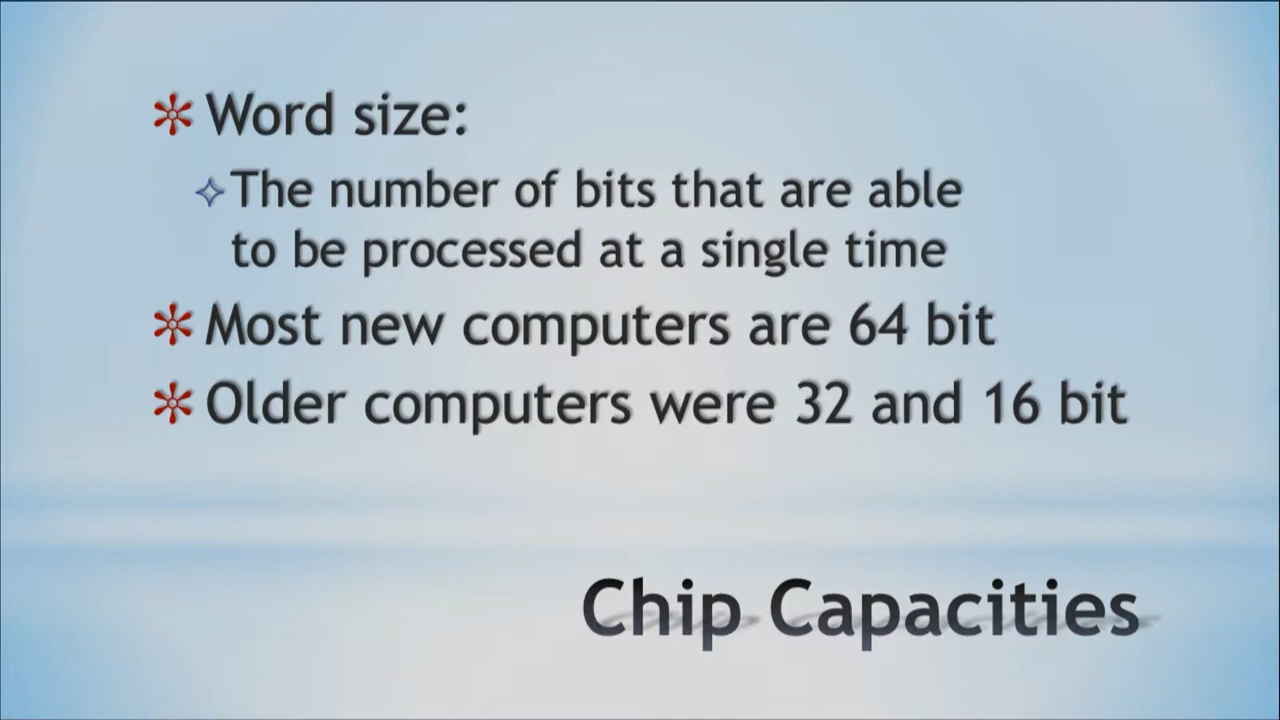 Word size:
The number of bits that are able
to be processed at a single time
Most new computers are 64 bit
Older computers were 32 and 16 bit
Chip Capacities